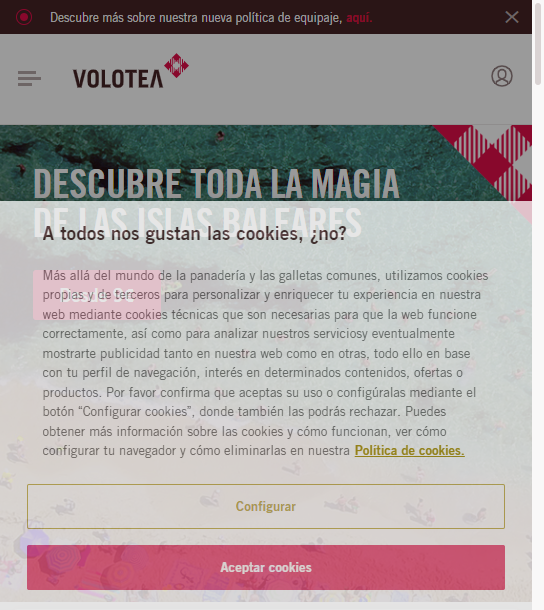 Descubre más sobre nuestra nueva política de equipaje, aquí.
VOLOTEA
DESCUBRE TODA LA MAGIA
DE LAS ISLAS BALEARES
A todos nos gustan las cookies, ¿no?
Más allá del mundo de la panadería y las galletas comunes, utilizamos cookies
propias y de terceros para personalizar y enriquecer tu experiencia en nuestra
web mediante cookies técnicas que son necesarias para que la web funcione
correctamente, así como para analizar nuestros serviciosy eventualmente
mostrarte publicidad tanto en nuestra web como en otras, todo ello en base
con tu perfil de navegación, interés en determinados contenidos, ofertas o
productos. Por favor confirma que aceptas su uso o configúralas mediante el
botón “Configurar cookies”, donde también las podrás rechazar. Puedes
obtener más información sobre las cookies y cómo funcionan, ver cómo
configurar tu navegador y cómo eliminarlas en nuestra Política de cookies.
Configurar
Aceptar cookies